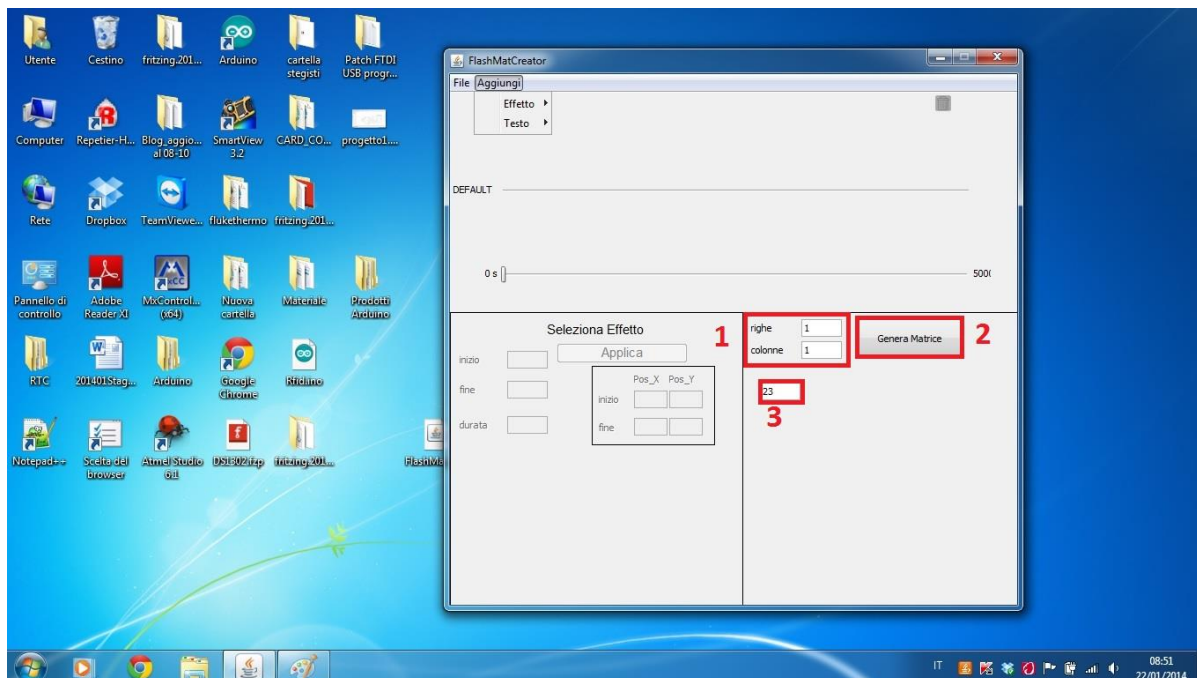 Utente
Cestino
fritzing.201...
Arduino
cartella
stegisti
Patch FTDI
USB progr...
Computer
Repetier-H...
Blog_aggio...
al 08-10
SmartView
3.2
CARD_CO...
progetto1....
Rete
Dropbox
TeamViewe...
flukethermo
fritzing.201...
Pannello di
controllo
Adobe
Reader XI
MxControl...
(x64)
Nuova
cartella
Materiale
Prodotti
Arduino
RTC
201401Stag...
Arduino
Google
Chrome
Rfidino
Notepad++
Scelta del
browser
Atmel Studio
6.1
DS1302.fzp
fritzing.201...
FlashMa
FlashMatCreator
File Aggiungi
Effetto
Testo
DEFAULT
0 s
500(
Seleziona Effetto
Applica
inizio
fine
durata
Pos_X Pos_Y
inizio
fine
1
righe 1
colonne 1
Genera Matrice
2
23
3
IT
08:51
22/01/2014